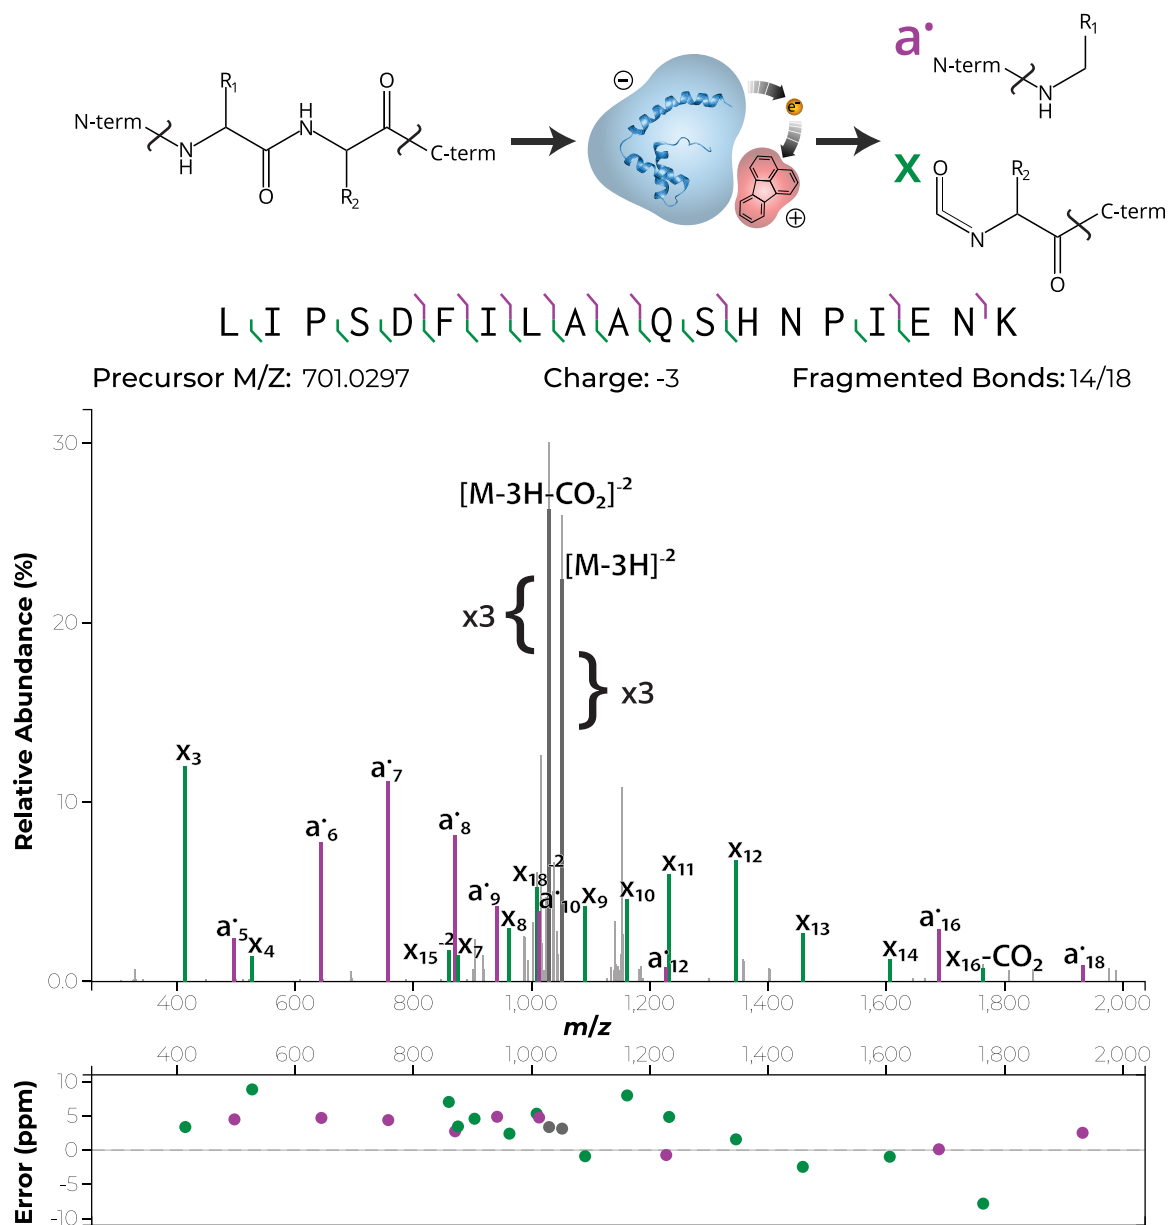 a•
R1
N-term
N
H
R1
H
N
O
N-term
N
H
O
R2
C-term
⊖
e-
⊕
X
O
R2
N
C-term
O
L I P S D F I L A A Q S H N P I E N K
Precursor M/Z: 701.0297 Charge: -3 Fragmented Bonds: 14/18
Relative Abundance (%)
30
20
10
0.0
[M-3H-CO2]-2
[M-3H]-2
x3 {
} x3
x3
a•5
x4
a•6
a•7
a•8
x15-2
x7
a•9
x8
x18-2
a•10
x9
x10
x11
a•12
x12
x13
x14
a•16
x16-CO2
a•18
400 600 800 1,000 1,200 1,400 1,600 1,800 2,000
m/z
400 600 800 1,000 1,200 1,400 1,600 1,800 2,000
Error (ppm)
10
5
0
-5
-10